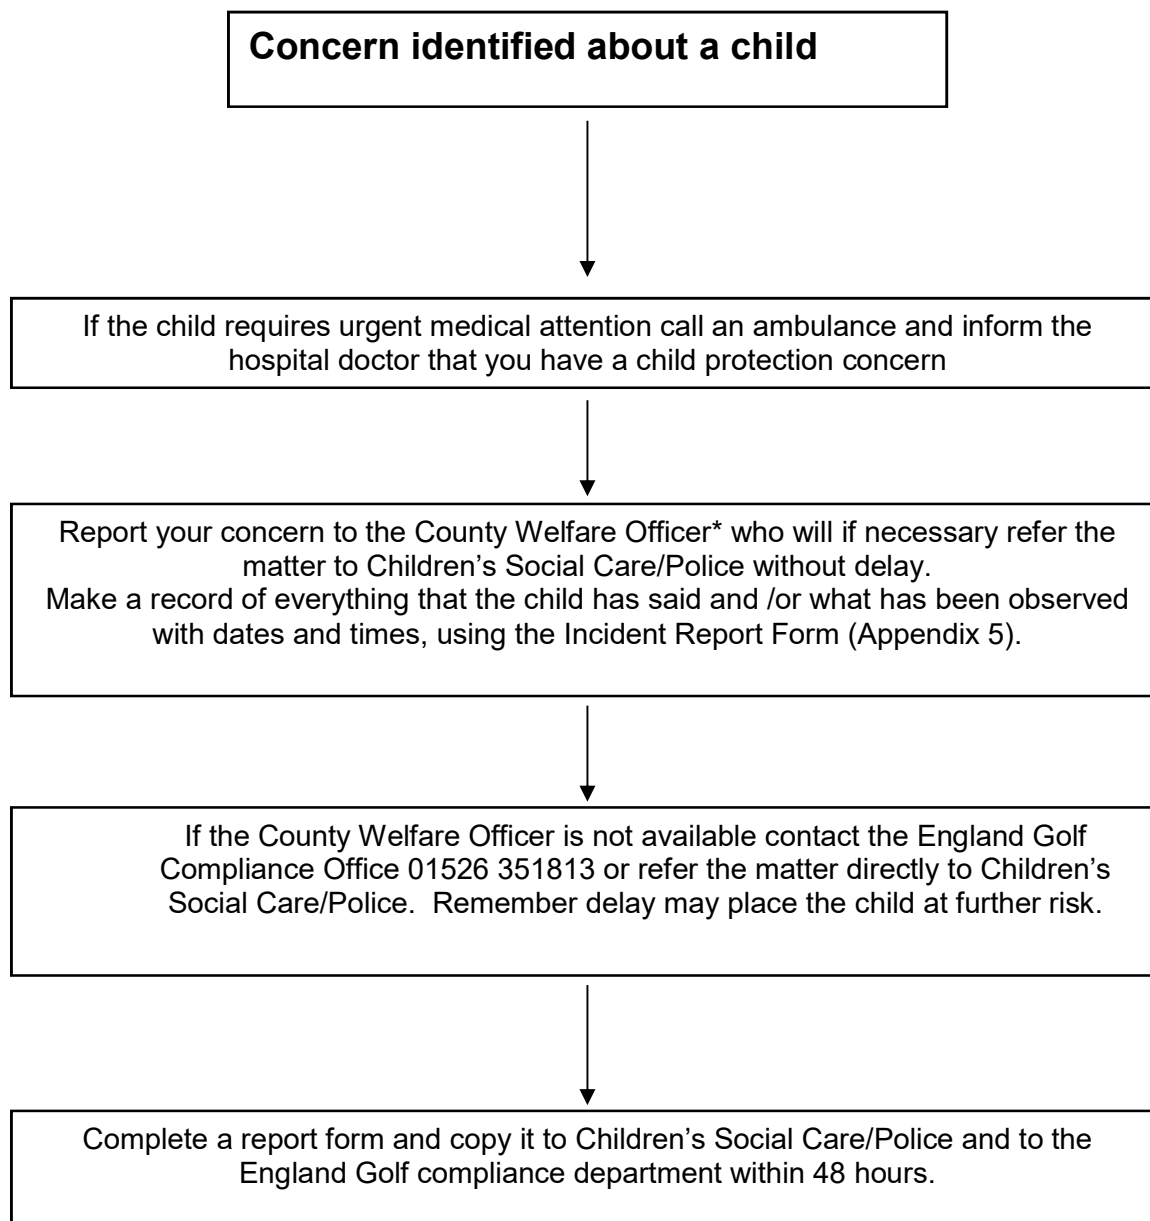 Concern identified about a child
If the child requires urgent medical attention call an ambulance and inform the
hospital doctor that you have a child protection concern
Report your concern to the County Welfare Officer* who will if necessary refer the
matter to Children’s Social Care/Police without delay.
Make a record of everything that the child has said and /or what has been observed
with dates and times, using the Incident Report Form (Appendix 5).
If the County Welfare Officer is not available contact the England Golf
Compliance Office 01526 351813 or refer the matter directly to Children’s
Social Care/Police.  Remember delay may place the child at further risk.
Complete a report form and copy it to Children’s Social Care/Police and to the
England Golf compliance department within 48 hours.